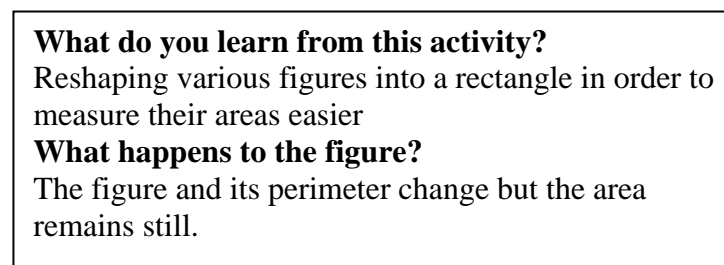 What do you learn from this activity?
Reshaping various figures into a rectangle in order to
measure their areas easier
What happens to the figure?
The figure and its perimeter change but the area
remains still.